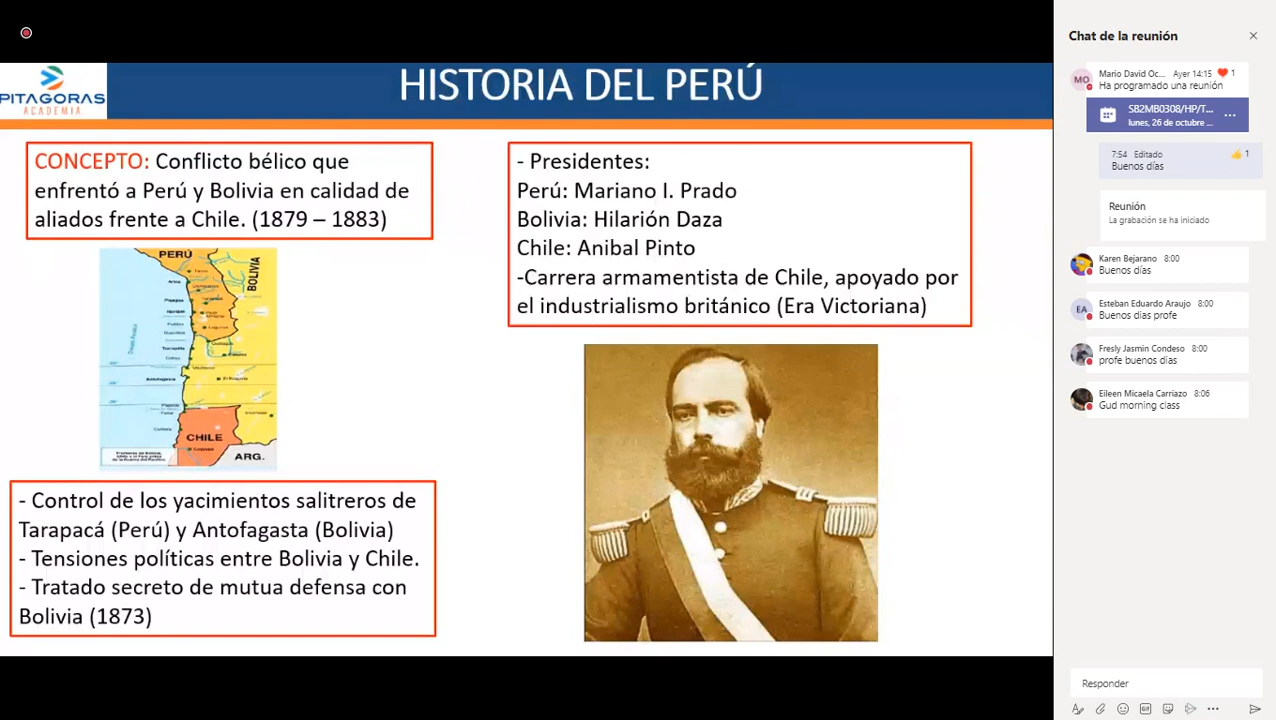 HISTORIA DEL PERÚ
PITAGORAS
ACADEMIA
CONCEPTO: Conflicto bélico que
enfrentó a Perú y Bolivia en calidad de
aliados frente a Chile. (1879 – 1883)
PERÚ
BOLIVIA
CHILE
ARG.
- Control de los yacimientos salitreros de
Tarapacá (Perú) y Antofagasta (Bolivia)
- Tensiones políticas entre Bolivia y Chile.
- Tratado secreto de mutua defensa con
Bolivia (1873)
- Presidentes:
Perú: Mariano I. Prado
Bolivia: Hilarión Daza
Chile: Anibal Pinto
-Carrera armamentista de Chile, apoyado por
el industrialismo británico (Era Victoriana)
Chat de la reunión
MO
Mario David Oc... Ayer 14:15 1
Ha programado una reunión
SB2MB0308/HP/T...
lunes, 26 de octubre ...
7:54 Editado 1
Buenos días
Reunión
La grabación se ha iniciado
Karen Bejarano 8:00
Buenos días
EA
Esteban Eduardo Araujo 8:00
Buenos dias profe
Fresly Jasmin Condeso 8:00
profe buenos días
Eileen Micaela Carriazo 8:06
Gud morning class
Responder
GIF